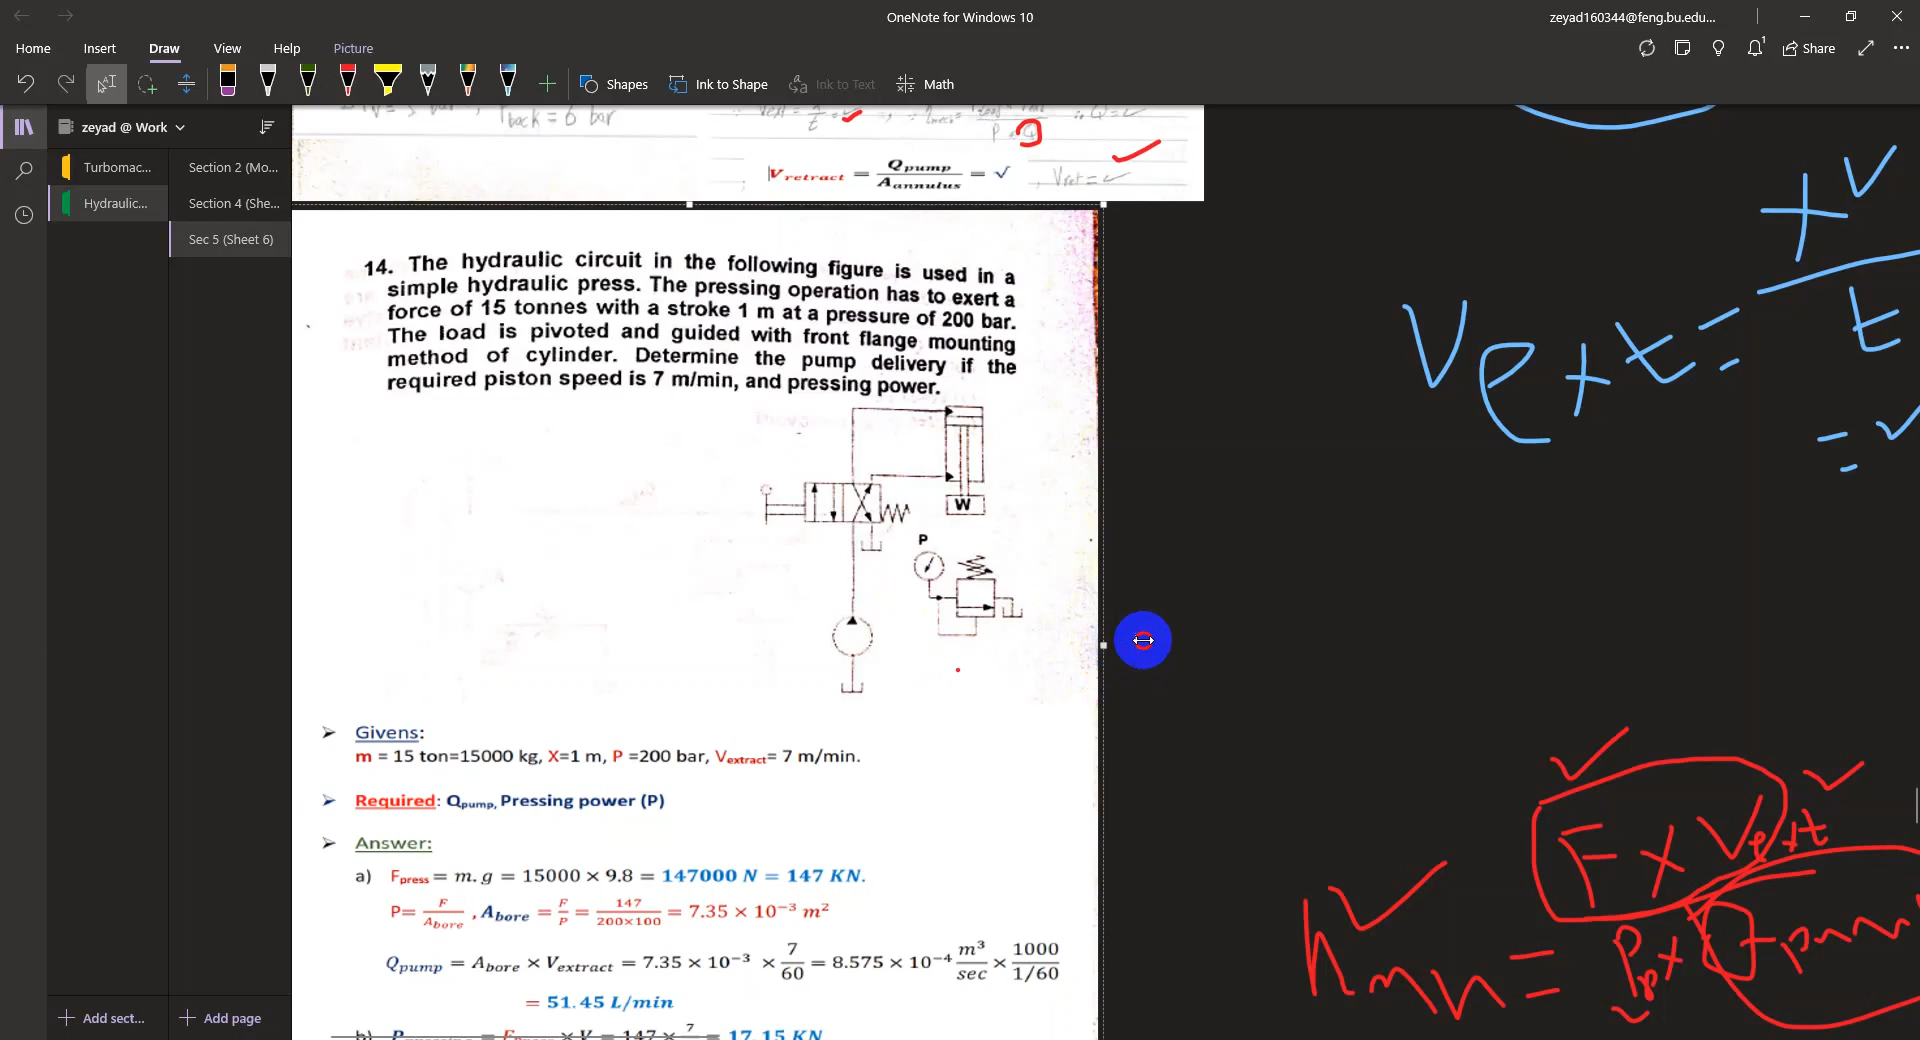 OneNote for Windows 10
zeyad160344@feng.bu.edu...
Home Insert Draw View Help Picture
Share
Shapes Ink to Shape Ink to Text Math
zeyad @ Work
Turbomac...
Hydraulic...
Section 2 (Mo...
Section 4 (She...
Sec 5 (Sheet 6)
Add sect...
Add page
Pback = 6 bar
Vretract = Qpump / Aannulus = √
Vret = ✓
14. The hydraulic circuit in the following figure is used in a
simple hydraulic press. The pressing operation has to exert a
force of 15 tonnes with a stroke 1 m at a pressure of 200 bar.
The load is pivoted and guided with front flange mounting
method of cylinder. Determine the pump delivery if the
required piston speed is 7 m/min, and pressing power.
W
P
➢ Givens:
m = 15 ton=15000 kg, X=1 m, P =200 bar, Vextract= 7 m/min.
➢ Required: Qpump, Pressing power (P)
➢ Answer:
a) Fpress = m. g = 15000 × 9.8 = 147000 N = 147 KN.
P= F / Abore , Abore = F / P = 147 / 200×100 = 7.35 × 10⁻³ m²
Qpump = Abore × Vextract = 7.35 × 10⁻³ × 7 / 60 = 8.575 × 10⁻⁴ m³ / sec × 1000 / 1/60
= 51.45 L/min
b) = 17.15 KN
Vext =
t
F × Vext